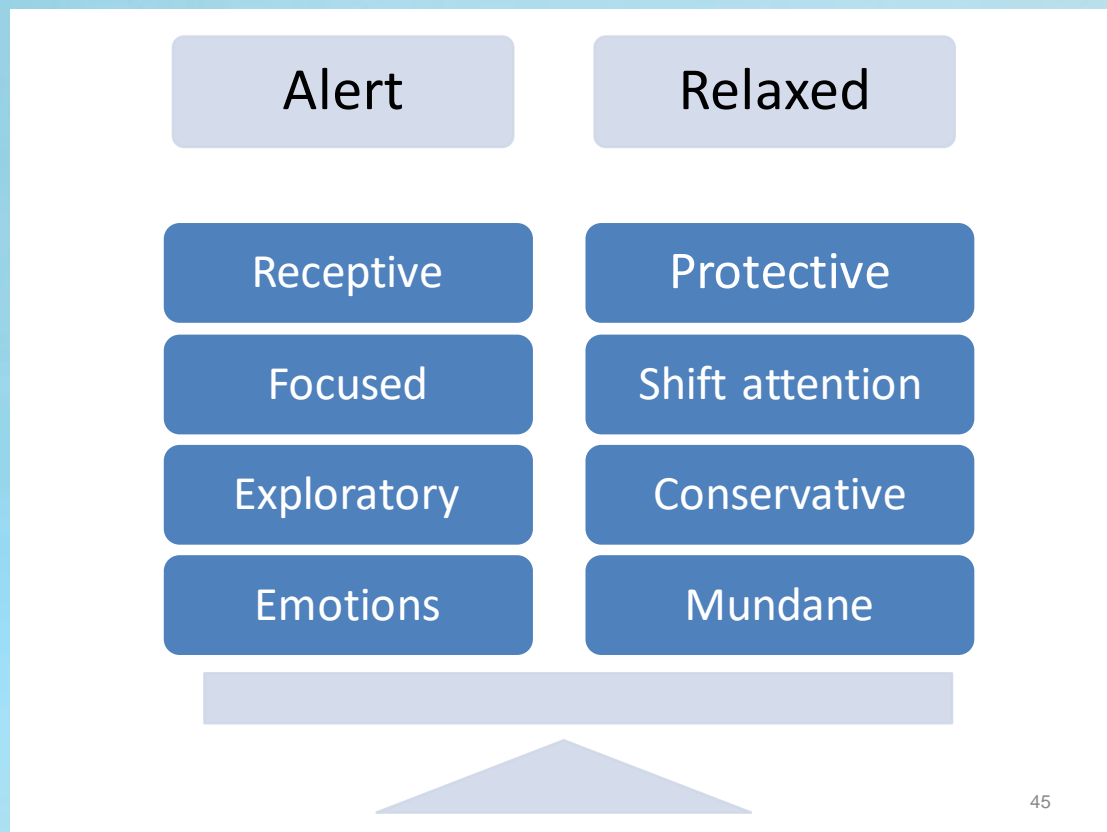 Alert
Relaxed
Receptive
Protective
Focused
Shift attention
Exploratory
Conservative
Emotions
Mundane
45